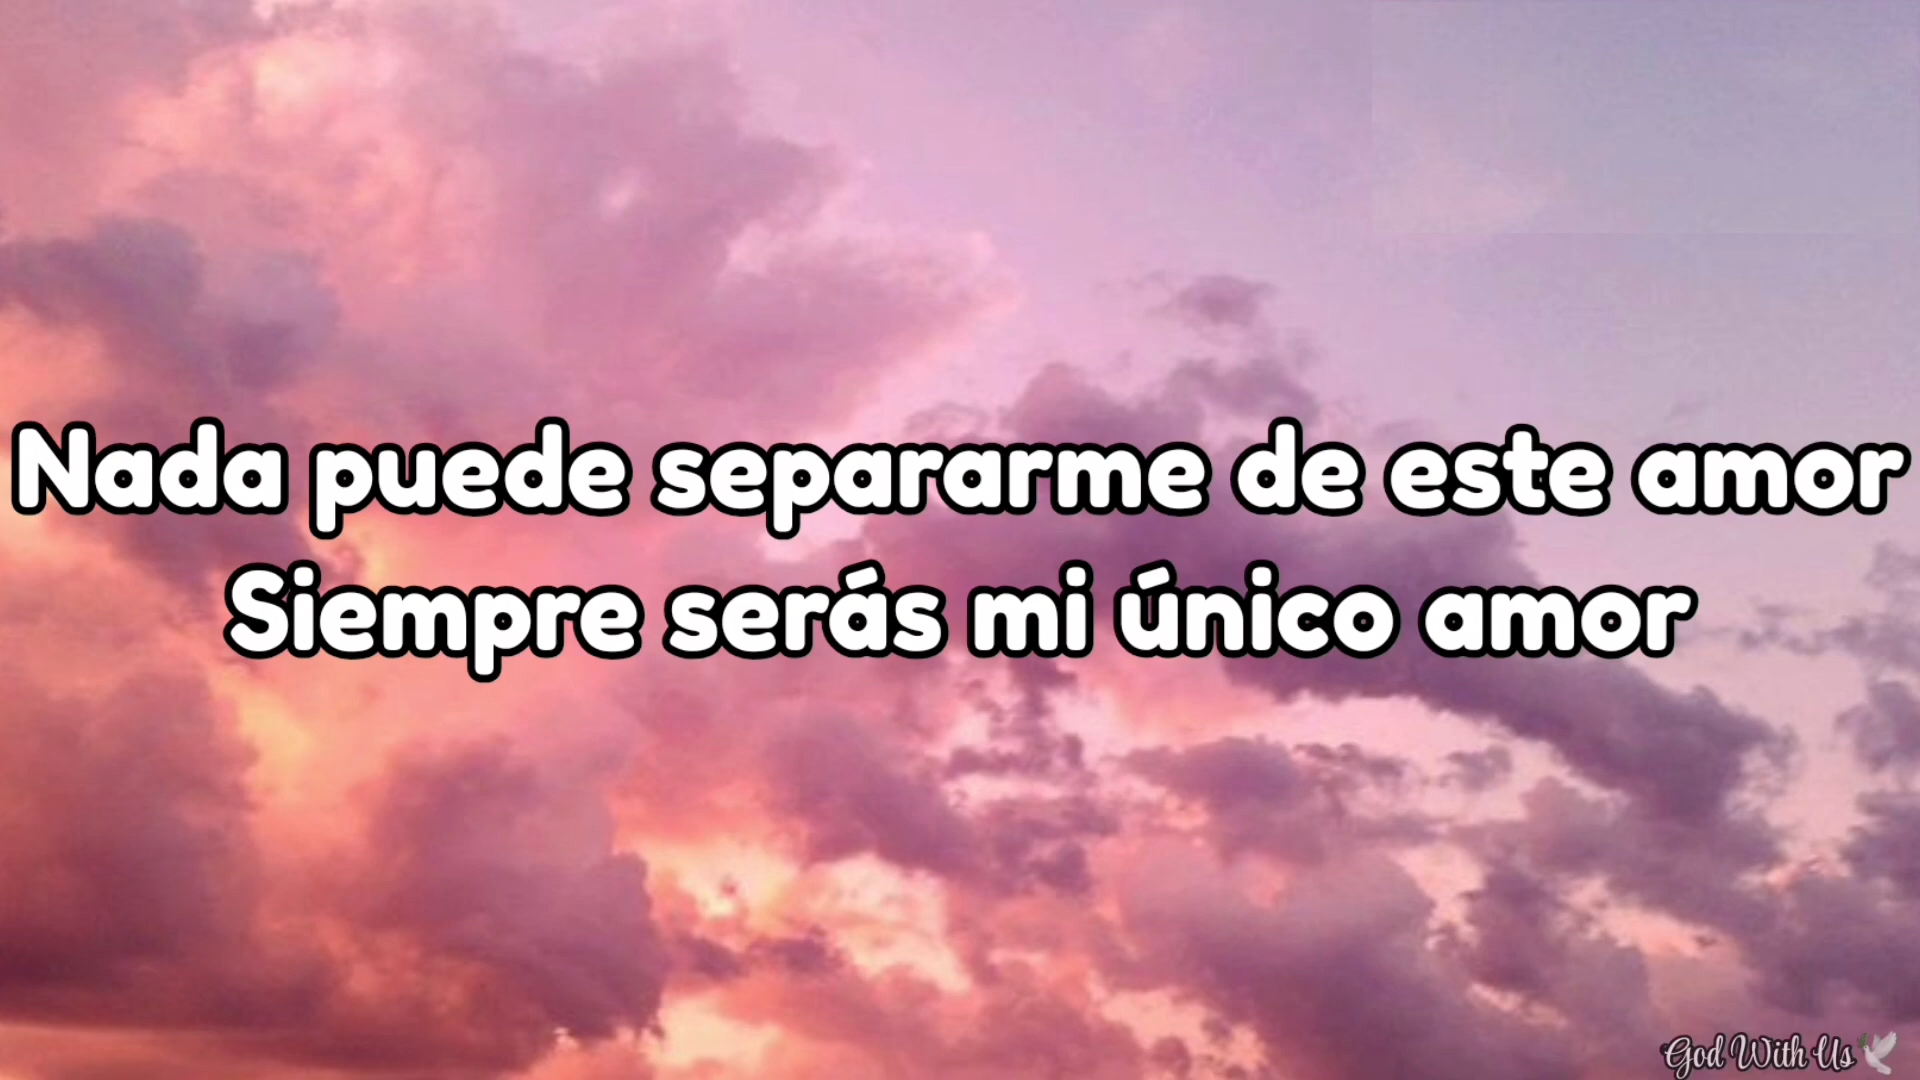 Nada puede separarme de este amor
Siempre serás mi único amor
God With Us